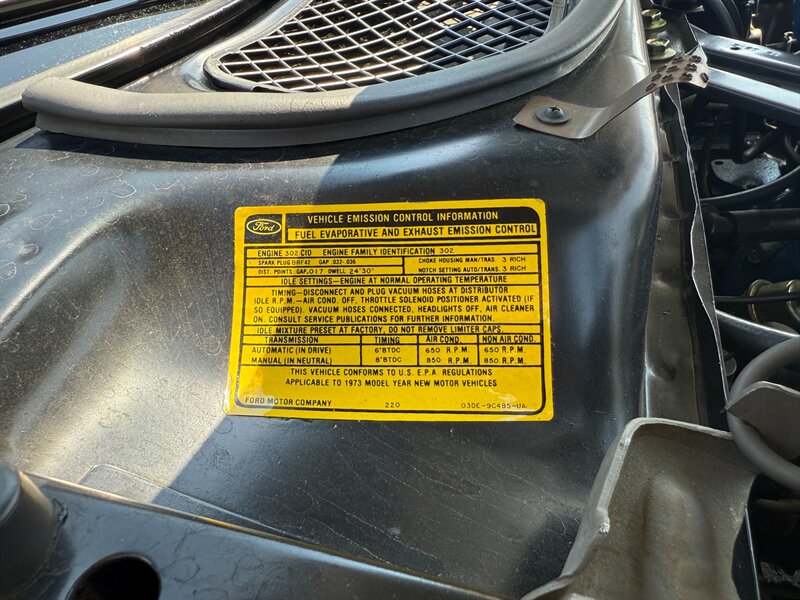 Ford
VEHICLE EMISSION CONTROL INFORMATION
FUEL EVAPORATIVE AND EXHAUST EMISSION CONTROL
ENGINE 302 CID ENGINE FAMILY IDENTIFICATION 302
SPARK PLUG BRF42 GAP .032-.036 CHOKE HOUSING MAN/TRAS. 3 RICH
DIST. POINTS GAP.017 DWELL 24°30' NOTCH SETTING AUTO/TRANS. 3 RICH
IDLE SETTINGS—ENGINE AT NORMAL OPERATING TEMPERATURE
TIMING—DISCONNECT AND PLUG VACUUM HOSES AT DISTRIBUTOR
IDLE R.P.M.—AIR COND. OFF, THROTTLE SOLENOID POSITIONER ACTIVATED (IF
SO EQUIPPED). VACUUM HOSES CONNECTED, HEADLIGHTS OFF, AIR CLEANER
ON. CONSULT SERVICE PUBLICATIONS FOR FURTHER INFORMATION.
IDLE MIXTURE PRESET AT FACTORY, DO NOT REMOVE LIMITER CAPS.
TRANSMISSION TIMING AIR COND. NON AIR COND.
AUTOMATIC (IN DRIVE) 6°BTDC 650 R.P.M. 650 R.P.M.
MANUAL (IN NEUTRAL) 8°BTDC 850 R.P.M. 850 R.P.M.
THIS VEHICLE CONFORMS TO U.S. E.P.A. REGULATIONS
APPLICABLE TO 1973 MODEL YEAR NEW MOTOR VEHICLES
FORD MOTOR COMPANY 220 D3DE-9C485-UA